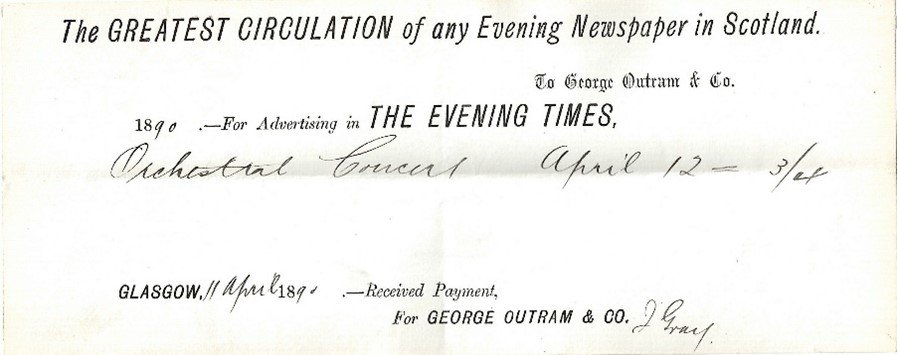 The GREATEST CIRCULATION of any Evening Newspaper in Scotland.
To George Outram & Co.
1890 .—For Advertising in THE EVENING TIMES,
Orchestral Concert April 12 — 3/4
GLASGOW, 11 April 1890 .—Received Payment,
For GEORGE OUTRAM & CO. J Gray.